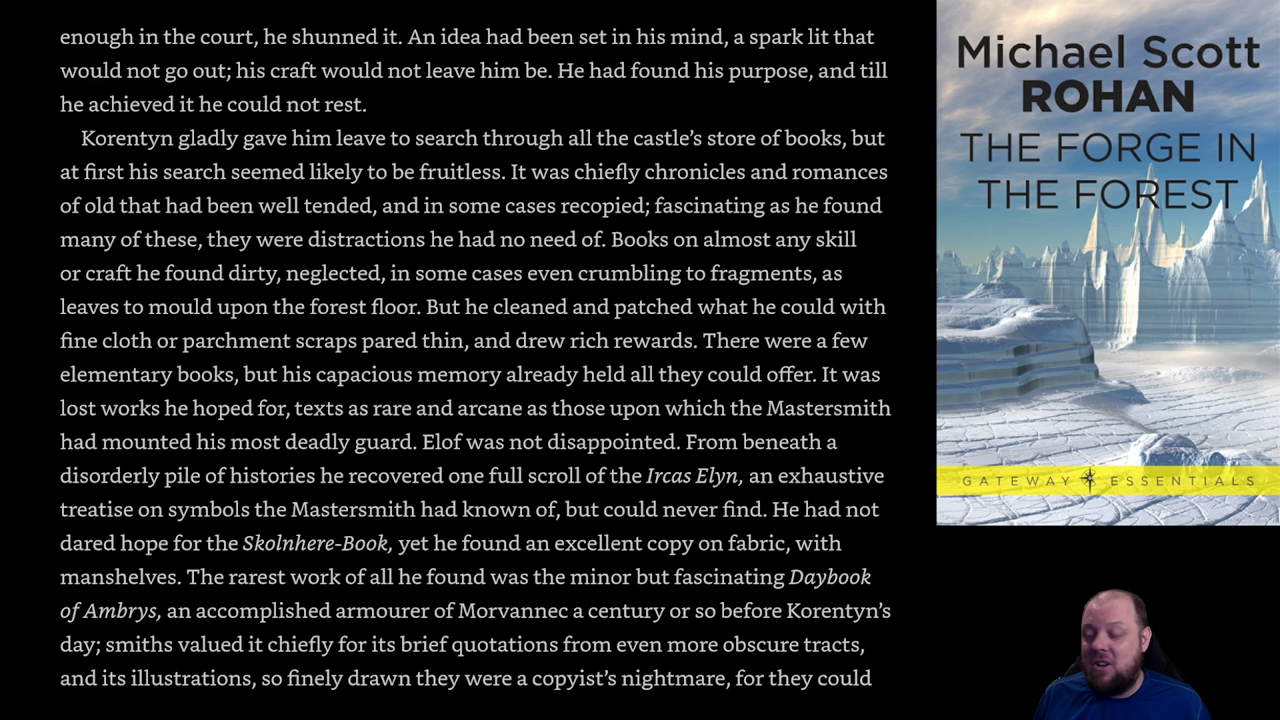 enough in the court, he shunned it. An idea had been set in his mind, a spark lit that
would not go out; his craft would not leave him be. He had found his purpose, and till
he achieved it he could not rest.
Korentyn gladly gave him leave to search through all the castle’s store of books, but
at first his search seemed likely to be fruitless. It was chiefly chronicles and romances
of old that had been well tended, and in some cases recopied; fascinating as he found
many of these, they were distractions he had no need of. Books on almost any skill
or craft he found dirty, neglected, in some cases even crumbling to fragments, as
leaves to mould upon the forest floor. But he cleaned and patched what he could with
fine cloth or parchment scraps pared thin, and drew rich rewards. There were a few
elementary books, but his capacious memory already held all they could offer. It was
lost works he hoped for, texts as rare and arcane as those upon which the Mastersmith
had mounted his most deadly guard. Elof was not disappointed. From beneath a
disorderly pile of histories he recovered one full scroll of the Ircas Elyn, an exhaustive
treatise on symbols the Mastersmith had known of, but could never find. He had not
dared hope for the Skolnhere-Book, yet he found an excellent copy on fabric, with
manshelves. The rarest work of all he found was the minor but fascinating Daybook
of Ambrys, an accomplished armourer of Morvannec a century or so before Korentyn’s
day; smiths valued it chiefly for its brief quotations from even more obscure tracts,
and its illustrations, so finely drawn they were a copyist’s nightmare, for they could
Michael Scott
ROHAN
THE FORGE IN
THE FOREST
GATEWAY ESSENTIALS